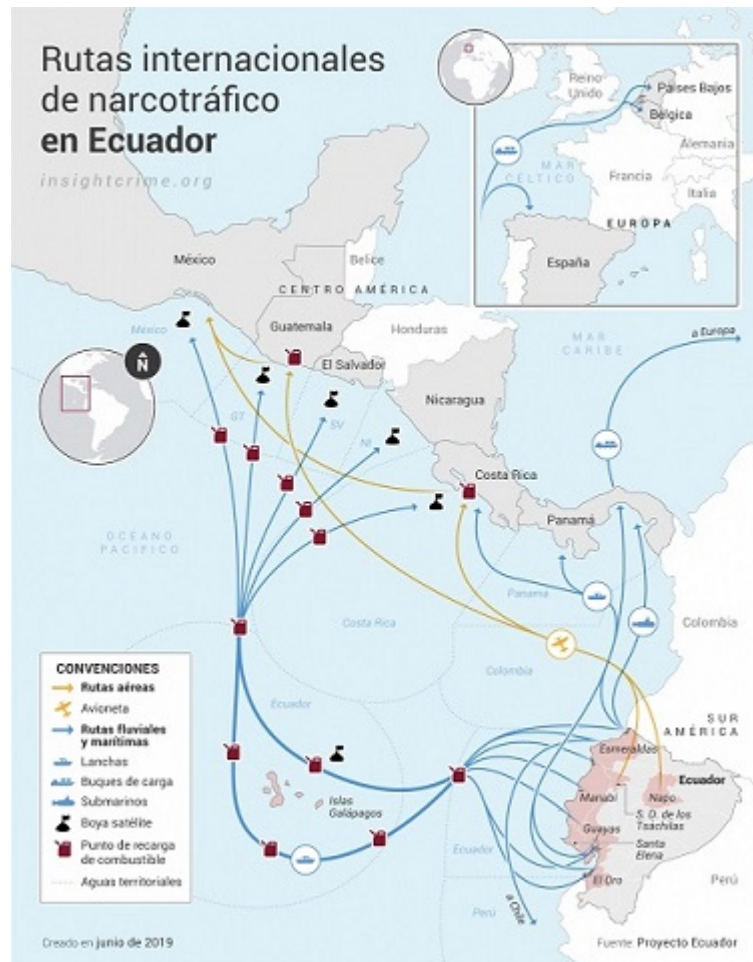 Rutas internacionales
de narcotráfico
en Ecuador
insightcrime.org
Reino
Unido
Países Bajos
Bélgica
Alemania
MAR
CÉLTICO
Francia
Italia
EUROPA
España
México
Belice
CENTRO AMÉRICA
México
Guatemala
Honduras
El Salvador
MAR
CARIBE
a Europa
N
Nicaragua
GT
SV
NI
Costa Rica
OCEANO
PACÍFICO
Panamá
Panamá
Costa Rica
Colombia
Colombia
CONVENCIONES
Rutas aéreas
Avioneta
Rutas fluviales
y marítimas
Lanchas
Buques de carga
Submarinos
Boya satélite
Punto de recarga
de combustible
Aguas territoriales
Ecuador
SUR
AMÉRICA
Esmeraldas
Ecuador
Manabí
Napo
Islas
Galápagos
S. D. de los
Tsáchilas
Guayas
Santa
Elena
Ecuador
El Oro
Perú
Perú
a Chile
Creado en junio de 2019
Fuente: Proyecto Ecuador